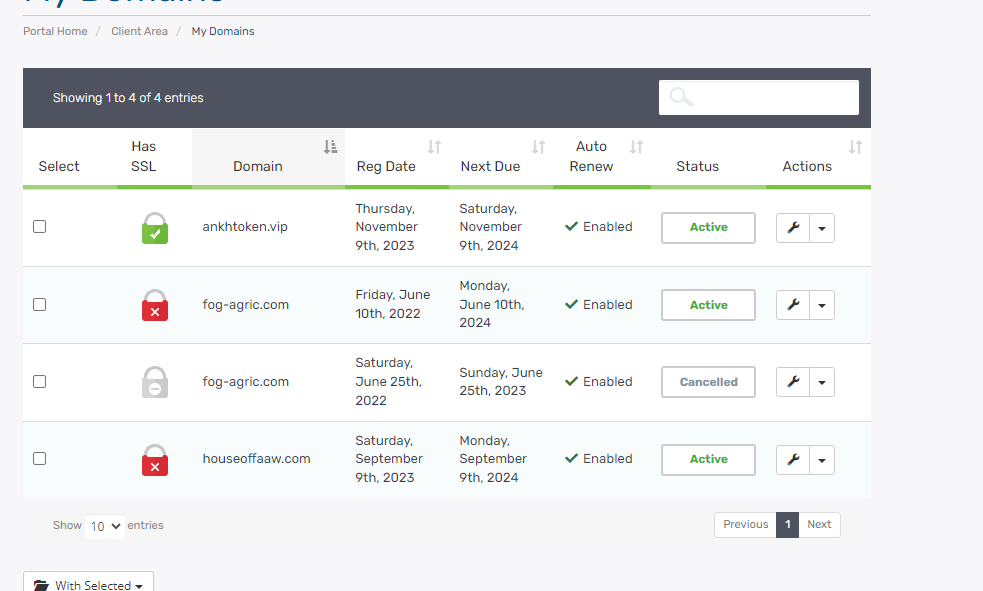 My Domains
Portal Home / Client Area / My Domains
Showing 1 to 4 of 4 entries
Select
Has
SSL
Domain
Reg Date
Next Due
Auto
Renew
Status
Actions
ankhtoken.vip
Thursday,
November
9th, 2023
Saturday,
November
9th, 2024
Enabled
Active
fog-agric.com
Friday, June
10th, 2022
Monday,
June 10th,
2024
Enabled
Active
fog-agric.com
Saturday,
June 25th,
2022
Sunday, June
25th, 2023
Enabled
Cancelled
houseoffaaw.com
Saturday,
September
9th, 2023
Monday,
September
9th, 2024
Enabled
Active
Show 10 entries
Previous 1 Next
With Selected